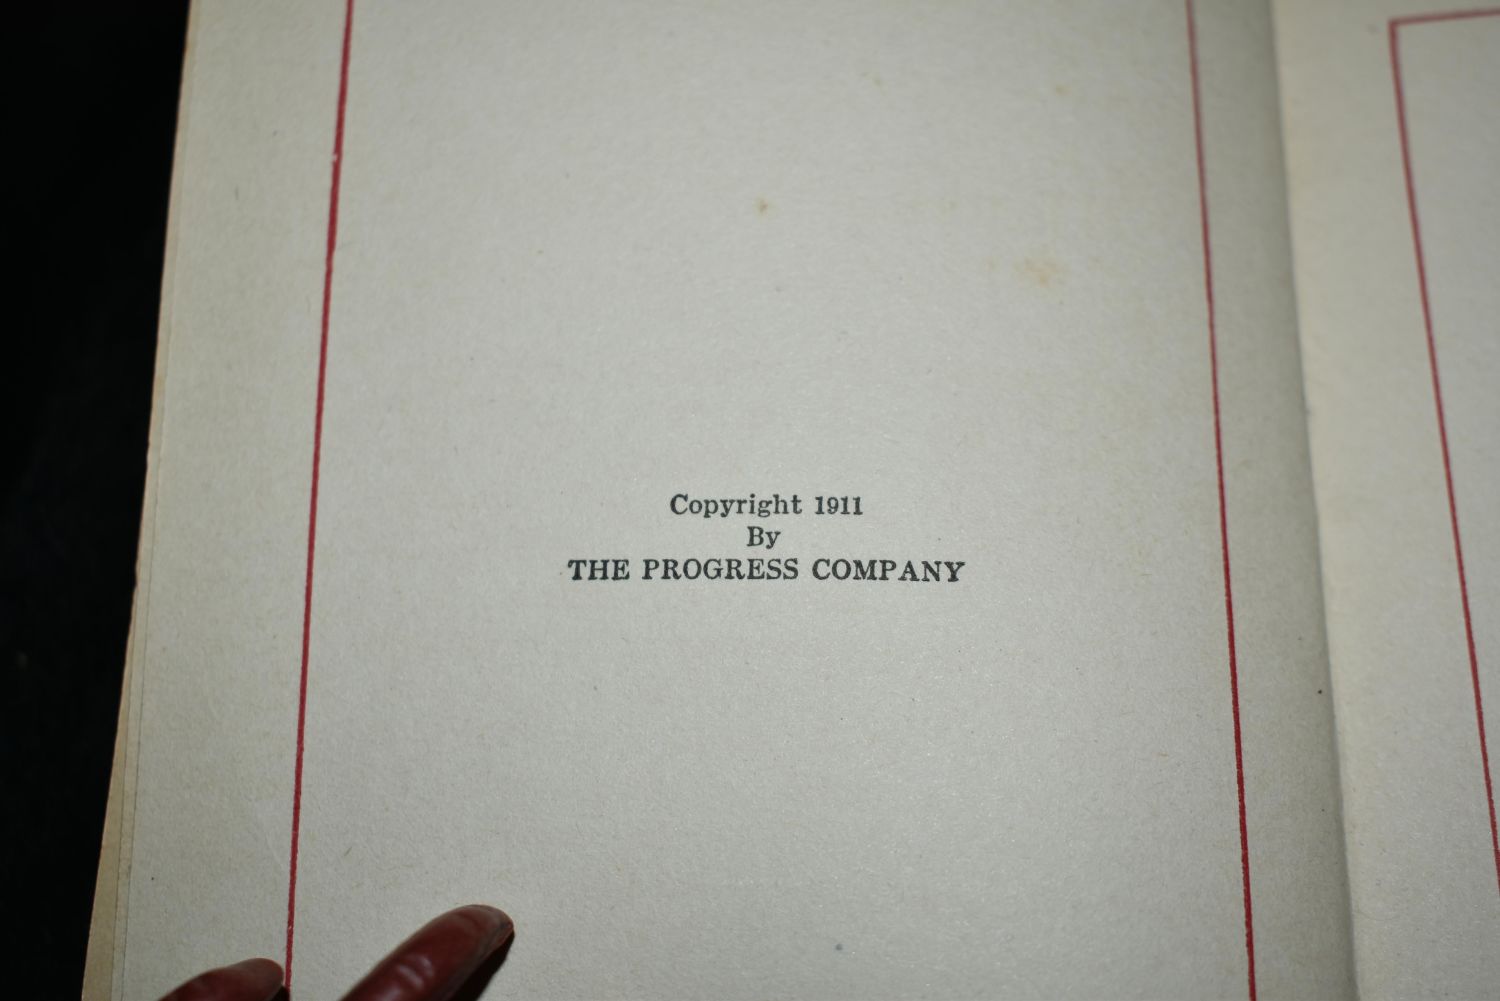 Copyright 1911
By
THE PROGRESS COMPANY